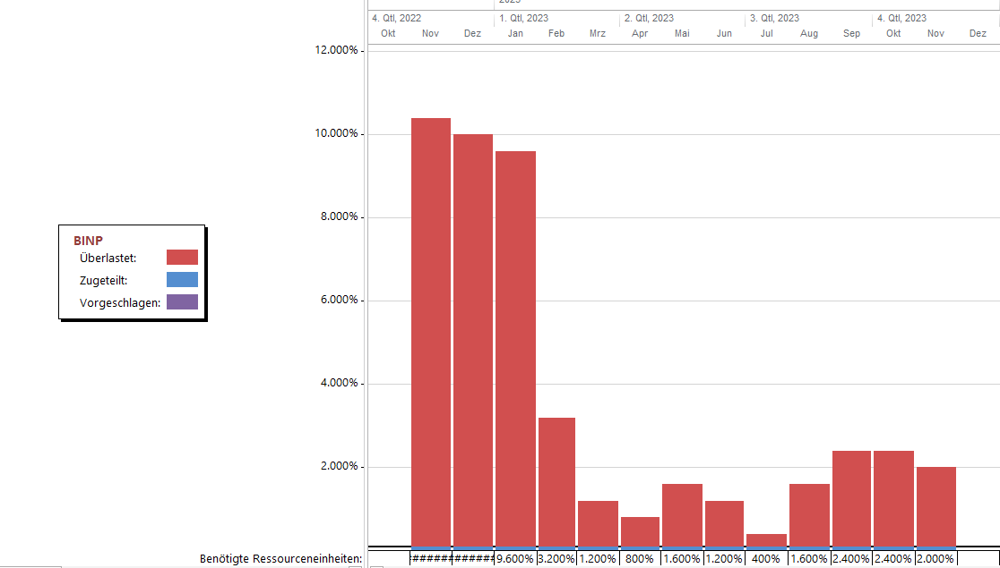 2023
4. Qtl, 2022 1. Qtl, 2023 2. Qtl, 2023 3. Qtl, 2023 4. Qtl, 2023
Okt Nov Dez Jan Feb Mrz Apr Mai Jun Jul Aug Sep Okt Nov Dez
12.000%
10.000%
8.000%
6.000%
4.000%
2.000%
BINP
Überlastet:
Zugeteilt:
Vorgeschlagen:
Benötigte Ressourceneinheiten: ####### ####### 9.600% 3.200% 1.200% 800% 1.600% 1.200% 400% 1.600% 2.400% 2.400% 2.000%